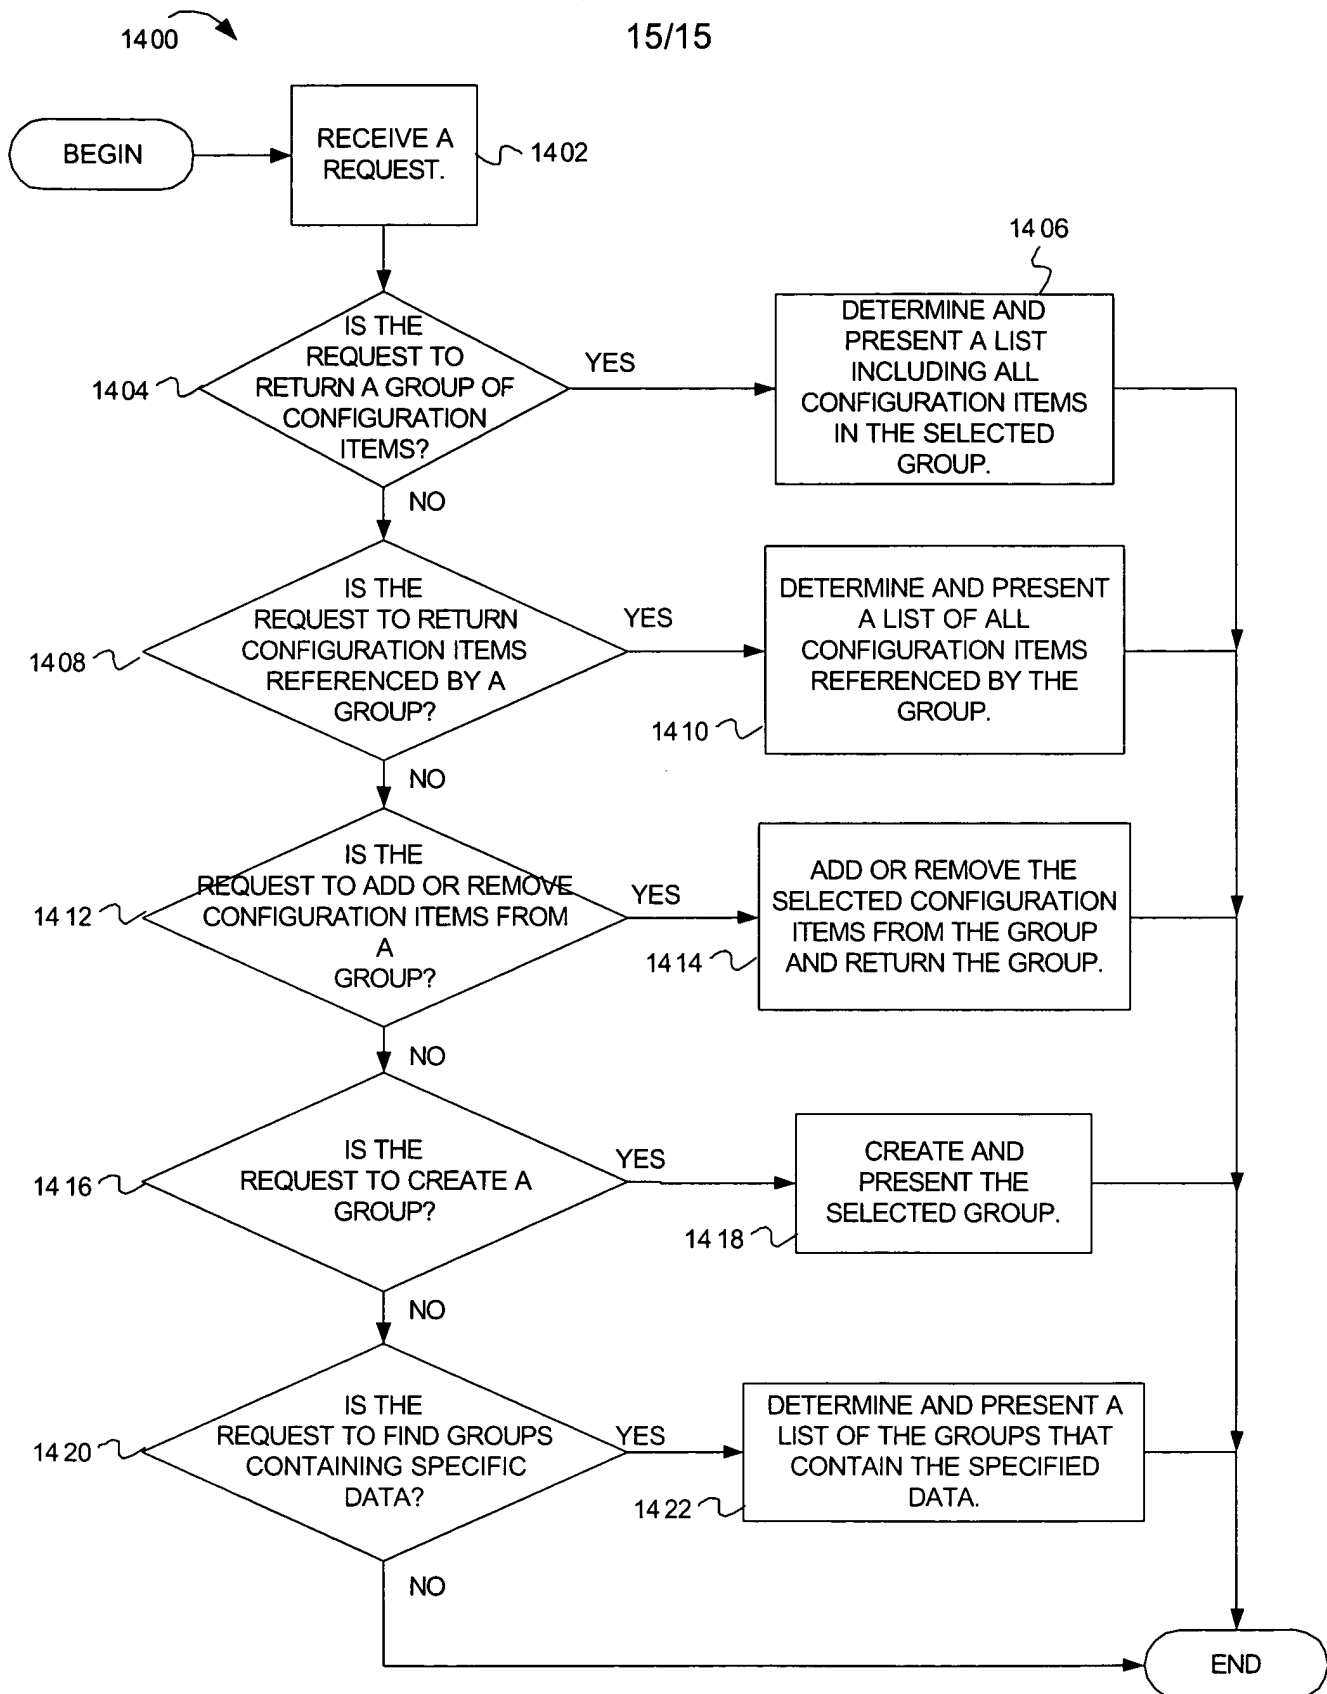 1400
15/15
BEGIN
RECEIVE A
REQUEST.
1402
1404
IS THE
REQUEST TO
RETURN A GROUP OF
CONFIGURATION
ITEMS?
YES
1406
DETERMINE AND
PRESENT A LIST
INCLUDING ALL
CONFIGURATION ITEMS
IN THE SELECTED
GROUP.
NO
1408
IS THE
REQUEST TO RETURN
CONFIGURATION ITEMS
REFERENCED BY A
GROUP?
YES
1410
DETERMINE AND PRESENT
A LIST OF ALL
CONFIGURATION ITEMS
REFERENCED BY THE
GROUP.
NO
1412
IS THE
REQUEST TO ADD OR REMOVE
CONFIGURATION ITEMS FROM
A
GROUP?
YES
1414
ADD OR REMOVE THE
SELECTED CONFIGURATION
ITEMS FROM THE GROUP
AND RETURN THE GROUP.
NO
1416
IS THE
REQUEST TO CREATE A
GROUP?
YES
1418
CREATE AND
PRESENT THE
SELECTED GROUP.
NO
1420
IS THE
REQUEST TO FIND GROUPS
CONTAINING SPECIFIC
DATA?
YES
1422
DETERMINE AND PRESENT A
LIST OF THE GROUPS THAT
CONTAIN THE SPECIFIED
DATA.
NO
END